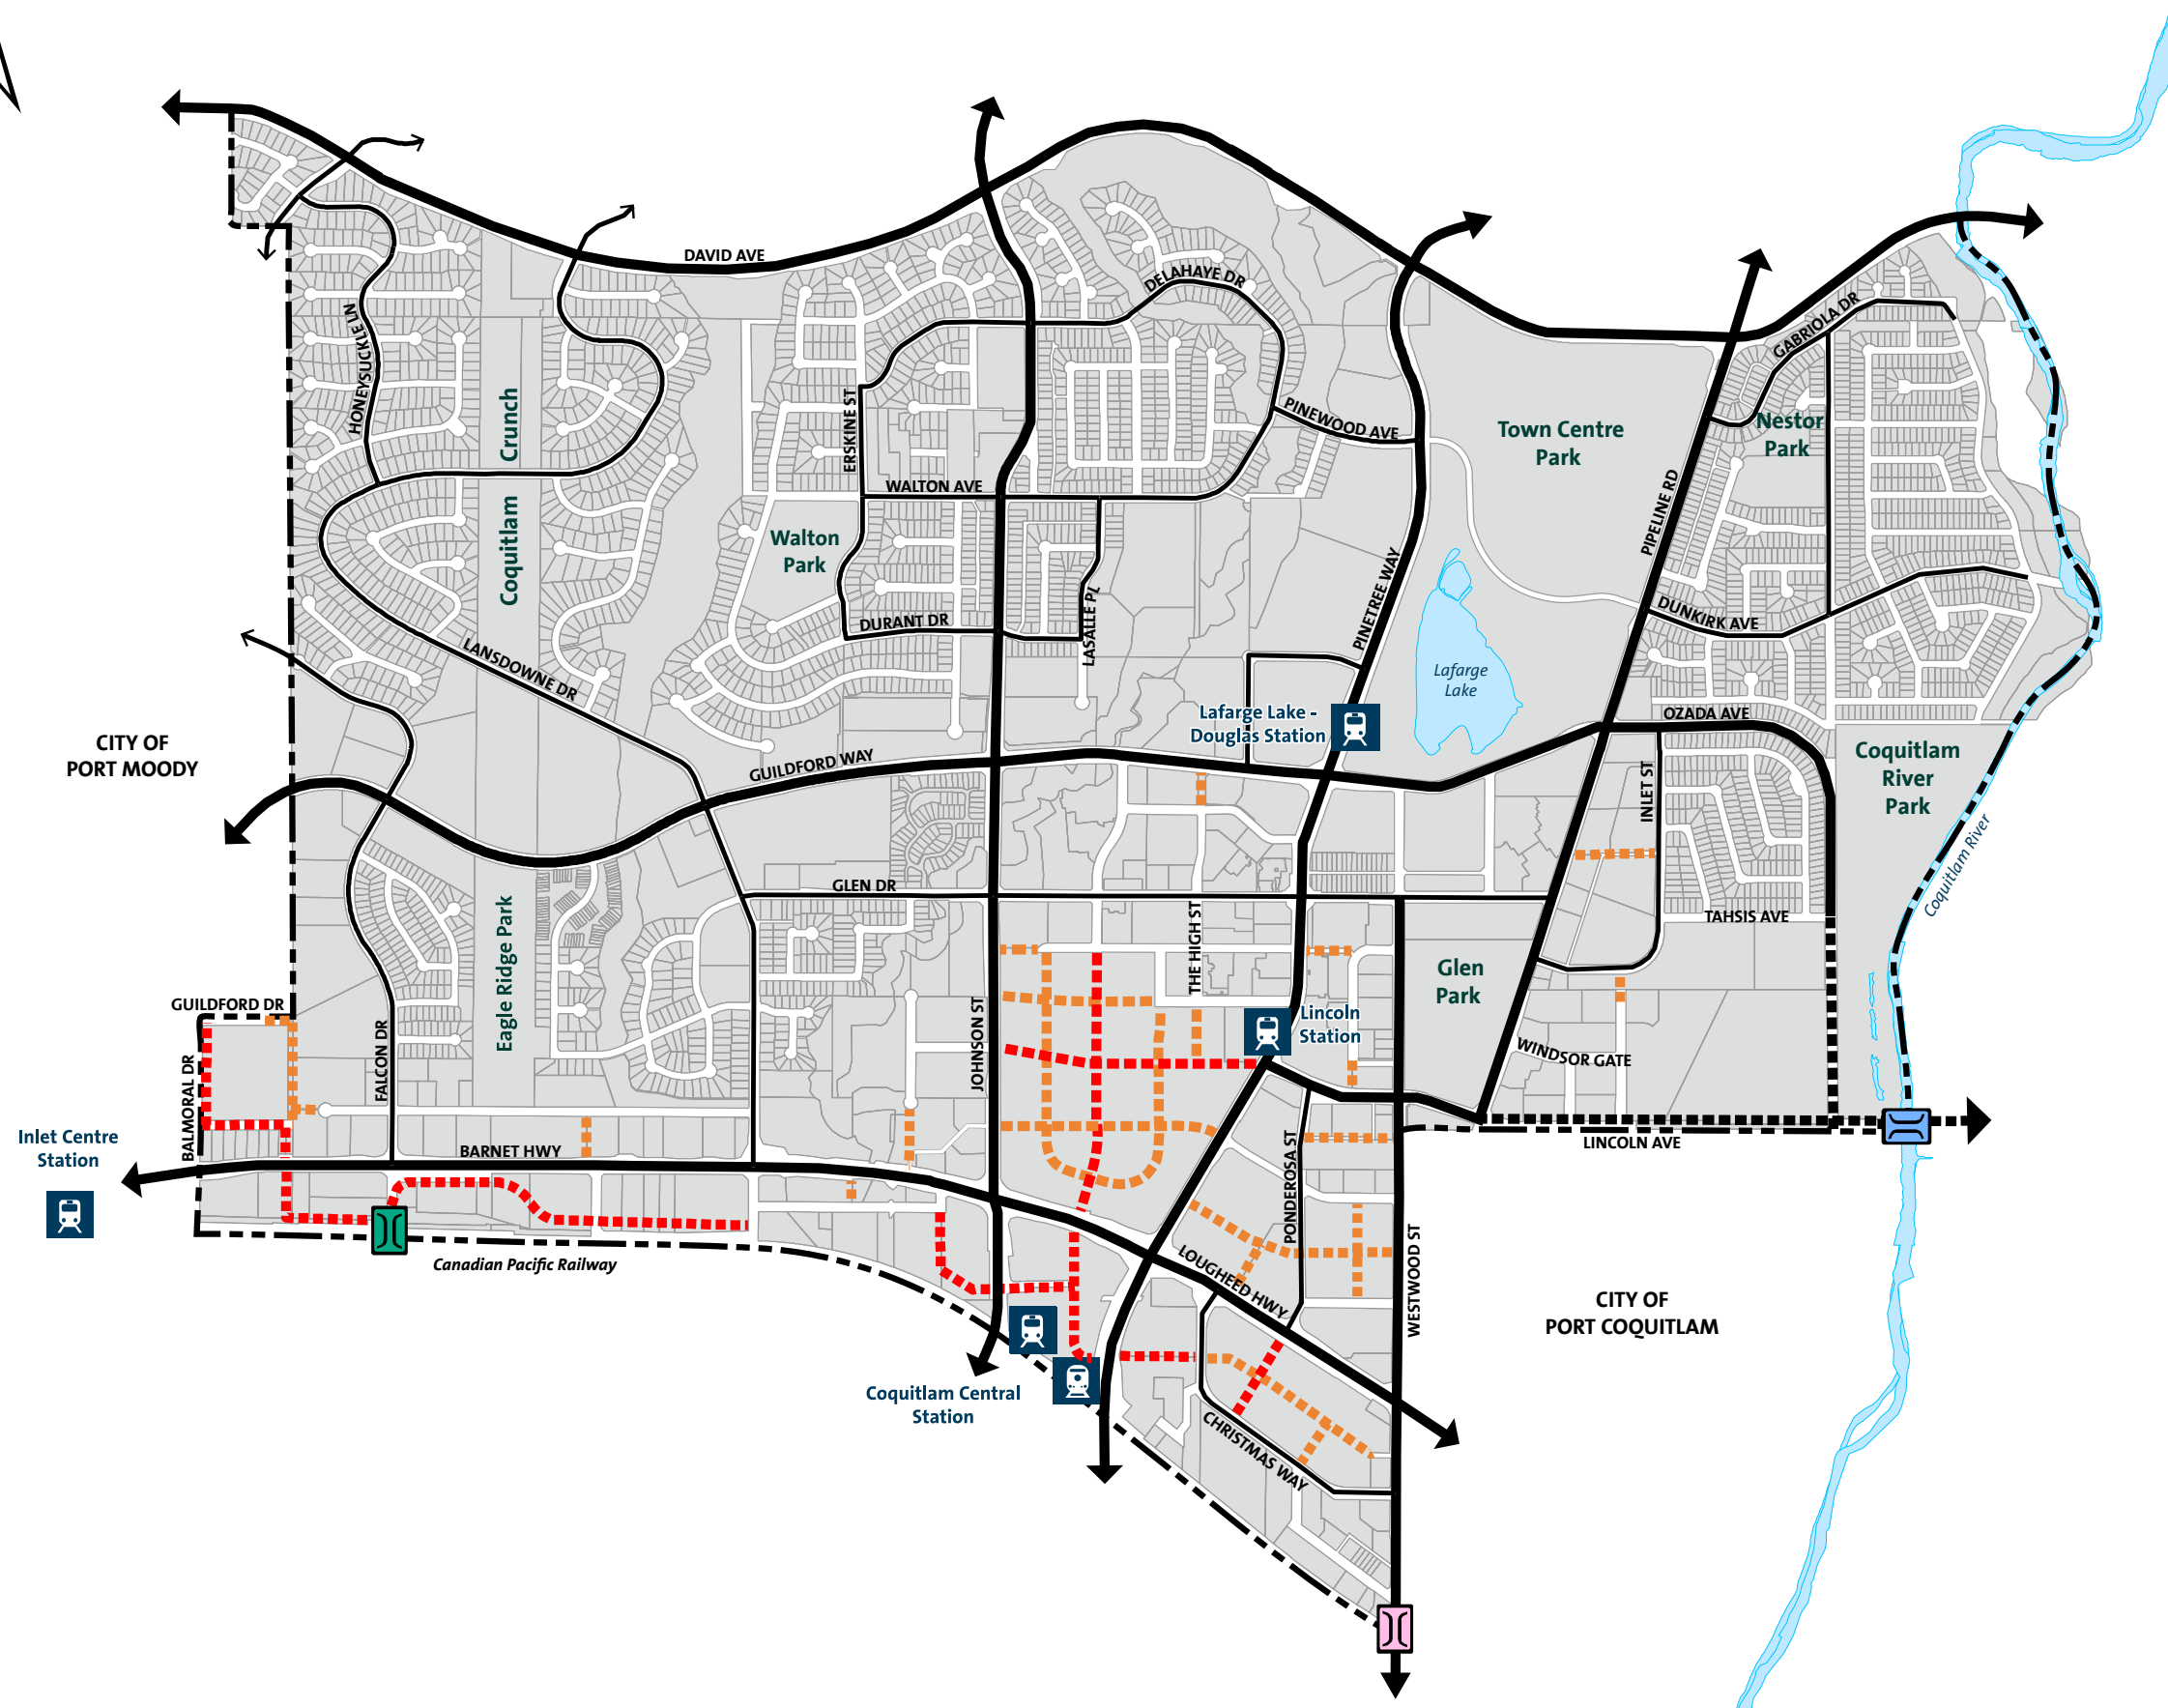 DAVID AVE
DELAHAYE DR
HONEYSUCKLE LN
GABRIOLA DR
Crunch
Coquitlam
ERSKINE ST
PINEWOOD AVE
Town Centre
Park
Nestor
Park
WALTON AVE
PIPELINE RD
Walton
Park
PINETREE WAY
DURANT DR
LASALLE PL
DUNKIRK AVE
LANSDOWNE DR
Lafarge
Lake
Lafarge Lake -
Douglas Station
OZADA AVE
CITY OF
PORT MOODY
GUILDFORD WAY
INLET ST
Coquitlam
River
Park
Coquitlam River
GLEN DR
TAHSIS AVE
THE HIGH ST
Eagle Ridge Park
Glen
Park
GUILDFORD DR
FALCON DR
JOHNSON ST
Lincoln
Station
WINDSOR GATE
BALMORAL DR
Inlet Centre
Station
BARNET HWY
LINCOLN AVE
PONDEROSA ST
Canadian Pacific Railway
LOUGHEED HWY
WESTWOOD ST
CITY OF
PORT COQUITLAM
Coquitlam Central
Station
CHRISTMAS WAY